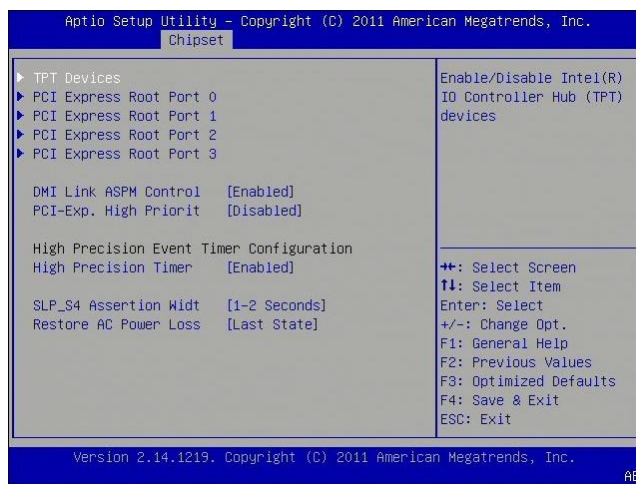 Aptio Setup Utility – Copyright (C) 2011 American Megatrends, Inc.
Chipset
TPT Devices
PCI Express Root Port 0
PCI Express Root Port 1
PCI Express Root Port 2
PCI Express Root Port 3
DMI Link ASPM Control [Enabled]
PCI-Exp. High Priorit [Disabled]
High Precision Event Timer Configuration
High Precision Timer [Enabled]
SLP_S4 Assertion Widt [1-2 Seconds]
Restore AC Power Loss [Last State]
Enable/Disable Intel(R)
IO Controller Hub (TPT)
devices
→←: Select Screen
↑↓: Select Item
Enter: Select
+/-: Change Opt.
F1: General Help
F2: Previous Values
F3: Optimized Defaults
F4: Save & Exit
ESC: Exit
Version 2.14.1219. Copyright (C) 2011 American Megatrends, Inc.
AB